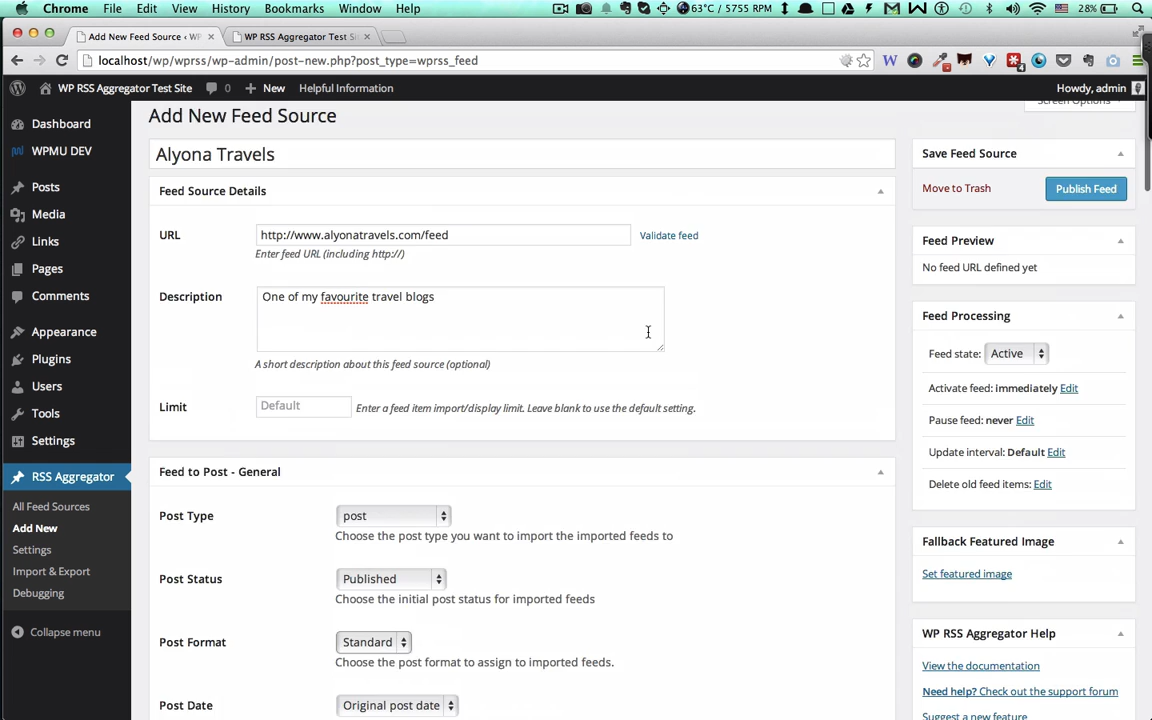 Chrome File Edit View History Bookmarks Window Help 63°C / 5755 RPM 28%
Add New Feed Source ‹ W × WP RSS Aggregator Test Sit ×
localhost/wp/wprss/wp-admin/post-new.php?post_type=wprss_feed
WP RSS Aggregator Test Site 0 + New Helpful Information Howdy, admin
Screen Options
Dashboard
WPMU DEV
Posts
Media
Links
Pages
Comments
Appearance
Plugins
Users
Tools
Settings
RSS Aggregator
All Feed Sources
Add New
Settings
Import & Export
Debugging
Collapse menu
Add New Feed Source
Alyona Travels
Feed Source Details
URL http://www.alyonatravels.com/feed Validate feed
Enter feed URL (including http://)
Description One of my favourite travel blogs
A short description about this feed source (optional)
Limit Default Enter a feed item import/display limit. Leave blank to use the default setting.
Feed to Post - General
Post Type post
Choose the post type you want to import the imported feeds to
Post Status Published
Choose the initial post status for imported feeds
Post Format Standard
Choose the post format to assign to imported feeds.
Post Date Original post date
Save Feed Source
Move to Trash Publish Feed
Feed Preview
No feed URL defined yet
Feed Processing
Feed state: Active
Activate feed: immediately Edit
Pause feed: never Edit
Update interval: Default Edit
Delete old feed items: Edit
Fallback Featured Image
Set featured image
WP RSS Aggregator Help
View the documentation
Need help? Check out the support forum
Suggest a new feature